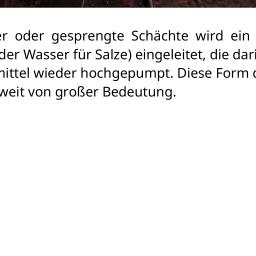 er oder gesprengte Schächte wird ein
der Wasser für Salze) eingeleitet, die dari
mittel wieder hochgepumpt. Diese Form d
weit von großer Bedeutung.